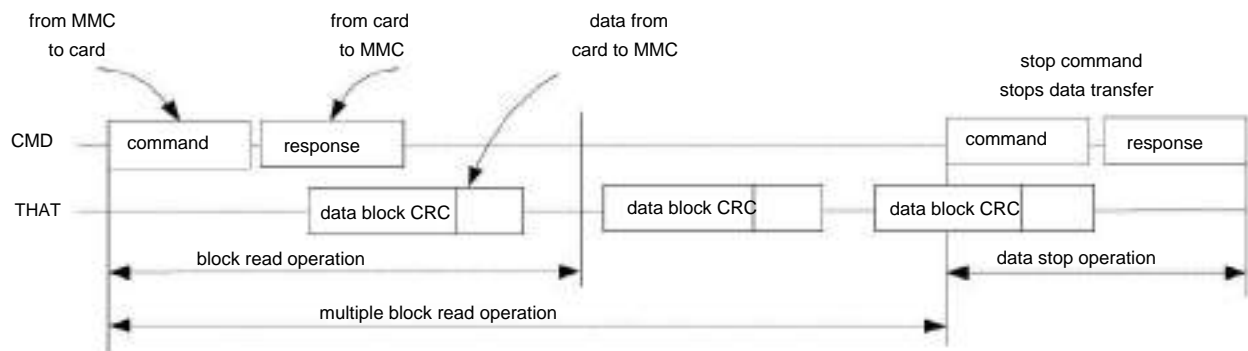 from MMC
to card
from card
to MMC
data from
card to MMC
stop command
stops data transfer
CMD
command
response
command
response
THAT
data block CRC
data block CRC
data block CRC
block read operation
data stop operation
multiple block read operation